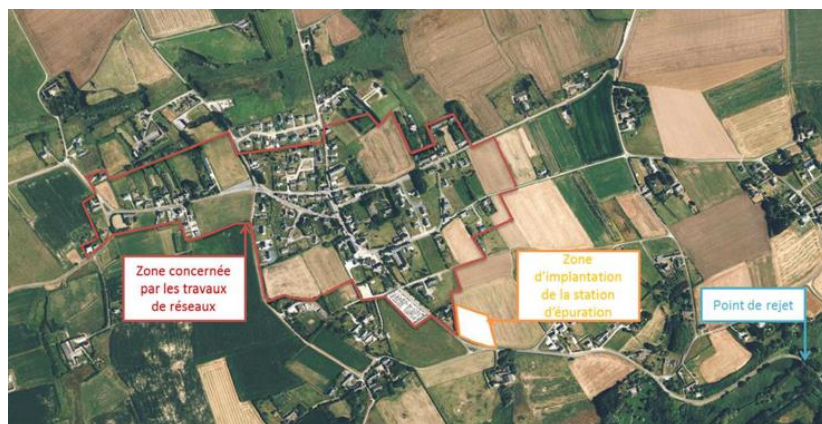 Zone concernée
par les travaux
de réseaux
Zone
d'implantation
de la station
d'épuration
Point de rejet